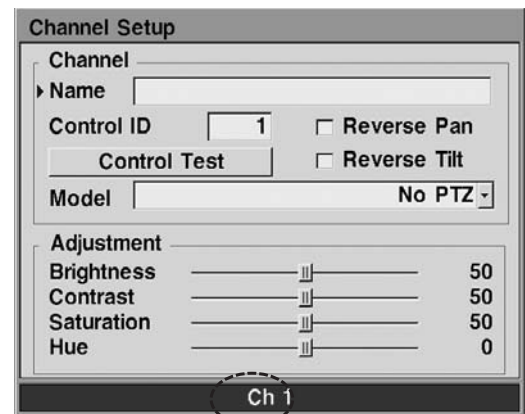 Channel Setup
Channel
Name
Control ID 1 Reverse Pan
Control Test Reverse Tilt
Model No PTZ
Adjustment
Brightness 50
Contrast 50
Saturation 50
Hue 0
Ch 1